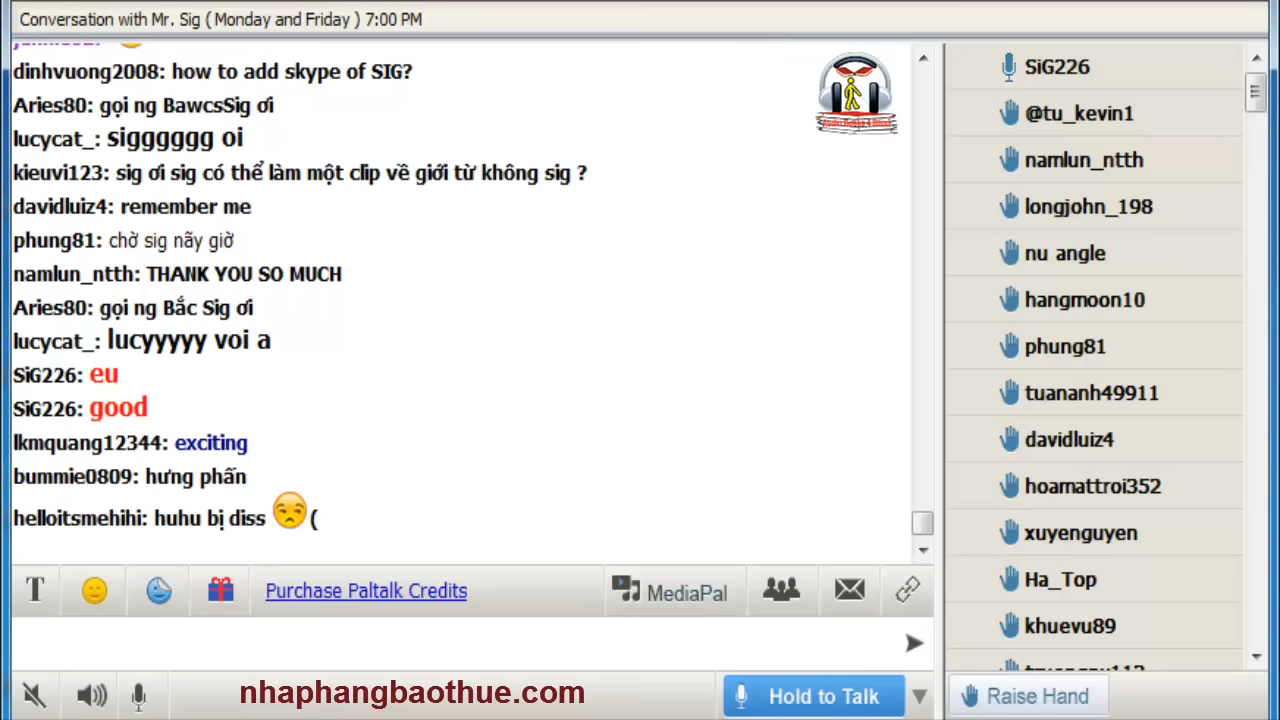 Conversation with Mr. Sig ( Monday and Friday ) 7:00 PM
dinhvuong2008: how to add skype of SIG?
Aries80: gọi ng BawcsSig ơi
lucycat_: sigggggg oi
kieuvi123: sig ơi sig có thể làm một clip về giới từ không sig ?
davidluiz4: remember me
phung81: chờ sig nãy giờ
namlun_ntth: THANK YOU SO MUCH
Aries80: gọi ng Bắc Sig ơi
lucycat_: lucyyyyy voi a
SiG226: eu
SiG226: good
lkmquang12344: exciting
bummie0809: hưng phấn
helloitsmehihi: huhu bị diss (
Audio Books 4 Blind
SiG226
@tu_kevin1
namlun_ntth
longjohn_198
nu angle
hangmoon10
phung81
tuananh49911
davidluiz4
hoamattroi352
xuyenguyen
Ha_Top
khuevu89
T
Purchase Paltalk Credits
MediaPal
nhaphangbaothue.com
Hold to Talk
Raise Hand